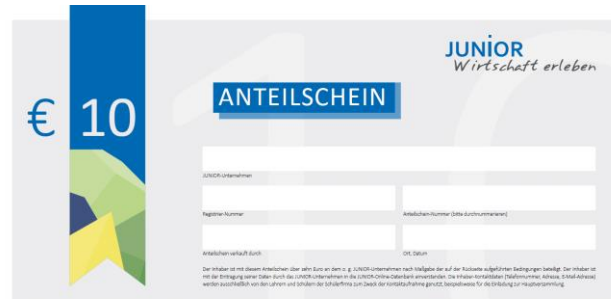 JUNIOR
Wirtschaft erleben
€ 10
ANTEILSCHEIN
JUNIOR-Unternehmen
Registrier-Nummer
Anteilschein-Nummer (bitte durchnummerieren)
Anteilschein verkauft durch
Ort, Datum
Der Inhaber ist mit diesem Anteilschein über zehn Euro an dem o. g. JUNIOR-Unternehmen nach Maßgabe der auf der Rückseite aufgeführten Bedingungen beteiligt. Der Inhaber ist
mit der Eintragung seiner Daten durch das JUNIOR-Unternehmen in die JUNIOR-Online-Datenbank einverstanden. Die Inhaber-Kontaktdaten (Telefonnummer, Adresse, E-Mail-Adresse)
werden ausschließlich von den Lehrern und Schülern der Schülerfirma zum Zweck der Kontaktaufnahme genutzt, beispielsweise für die Einladung zur Hauptversammlung.